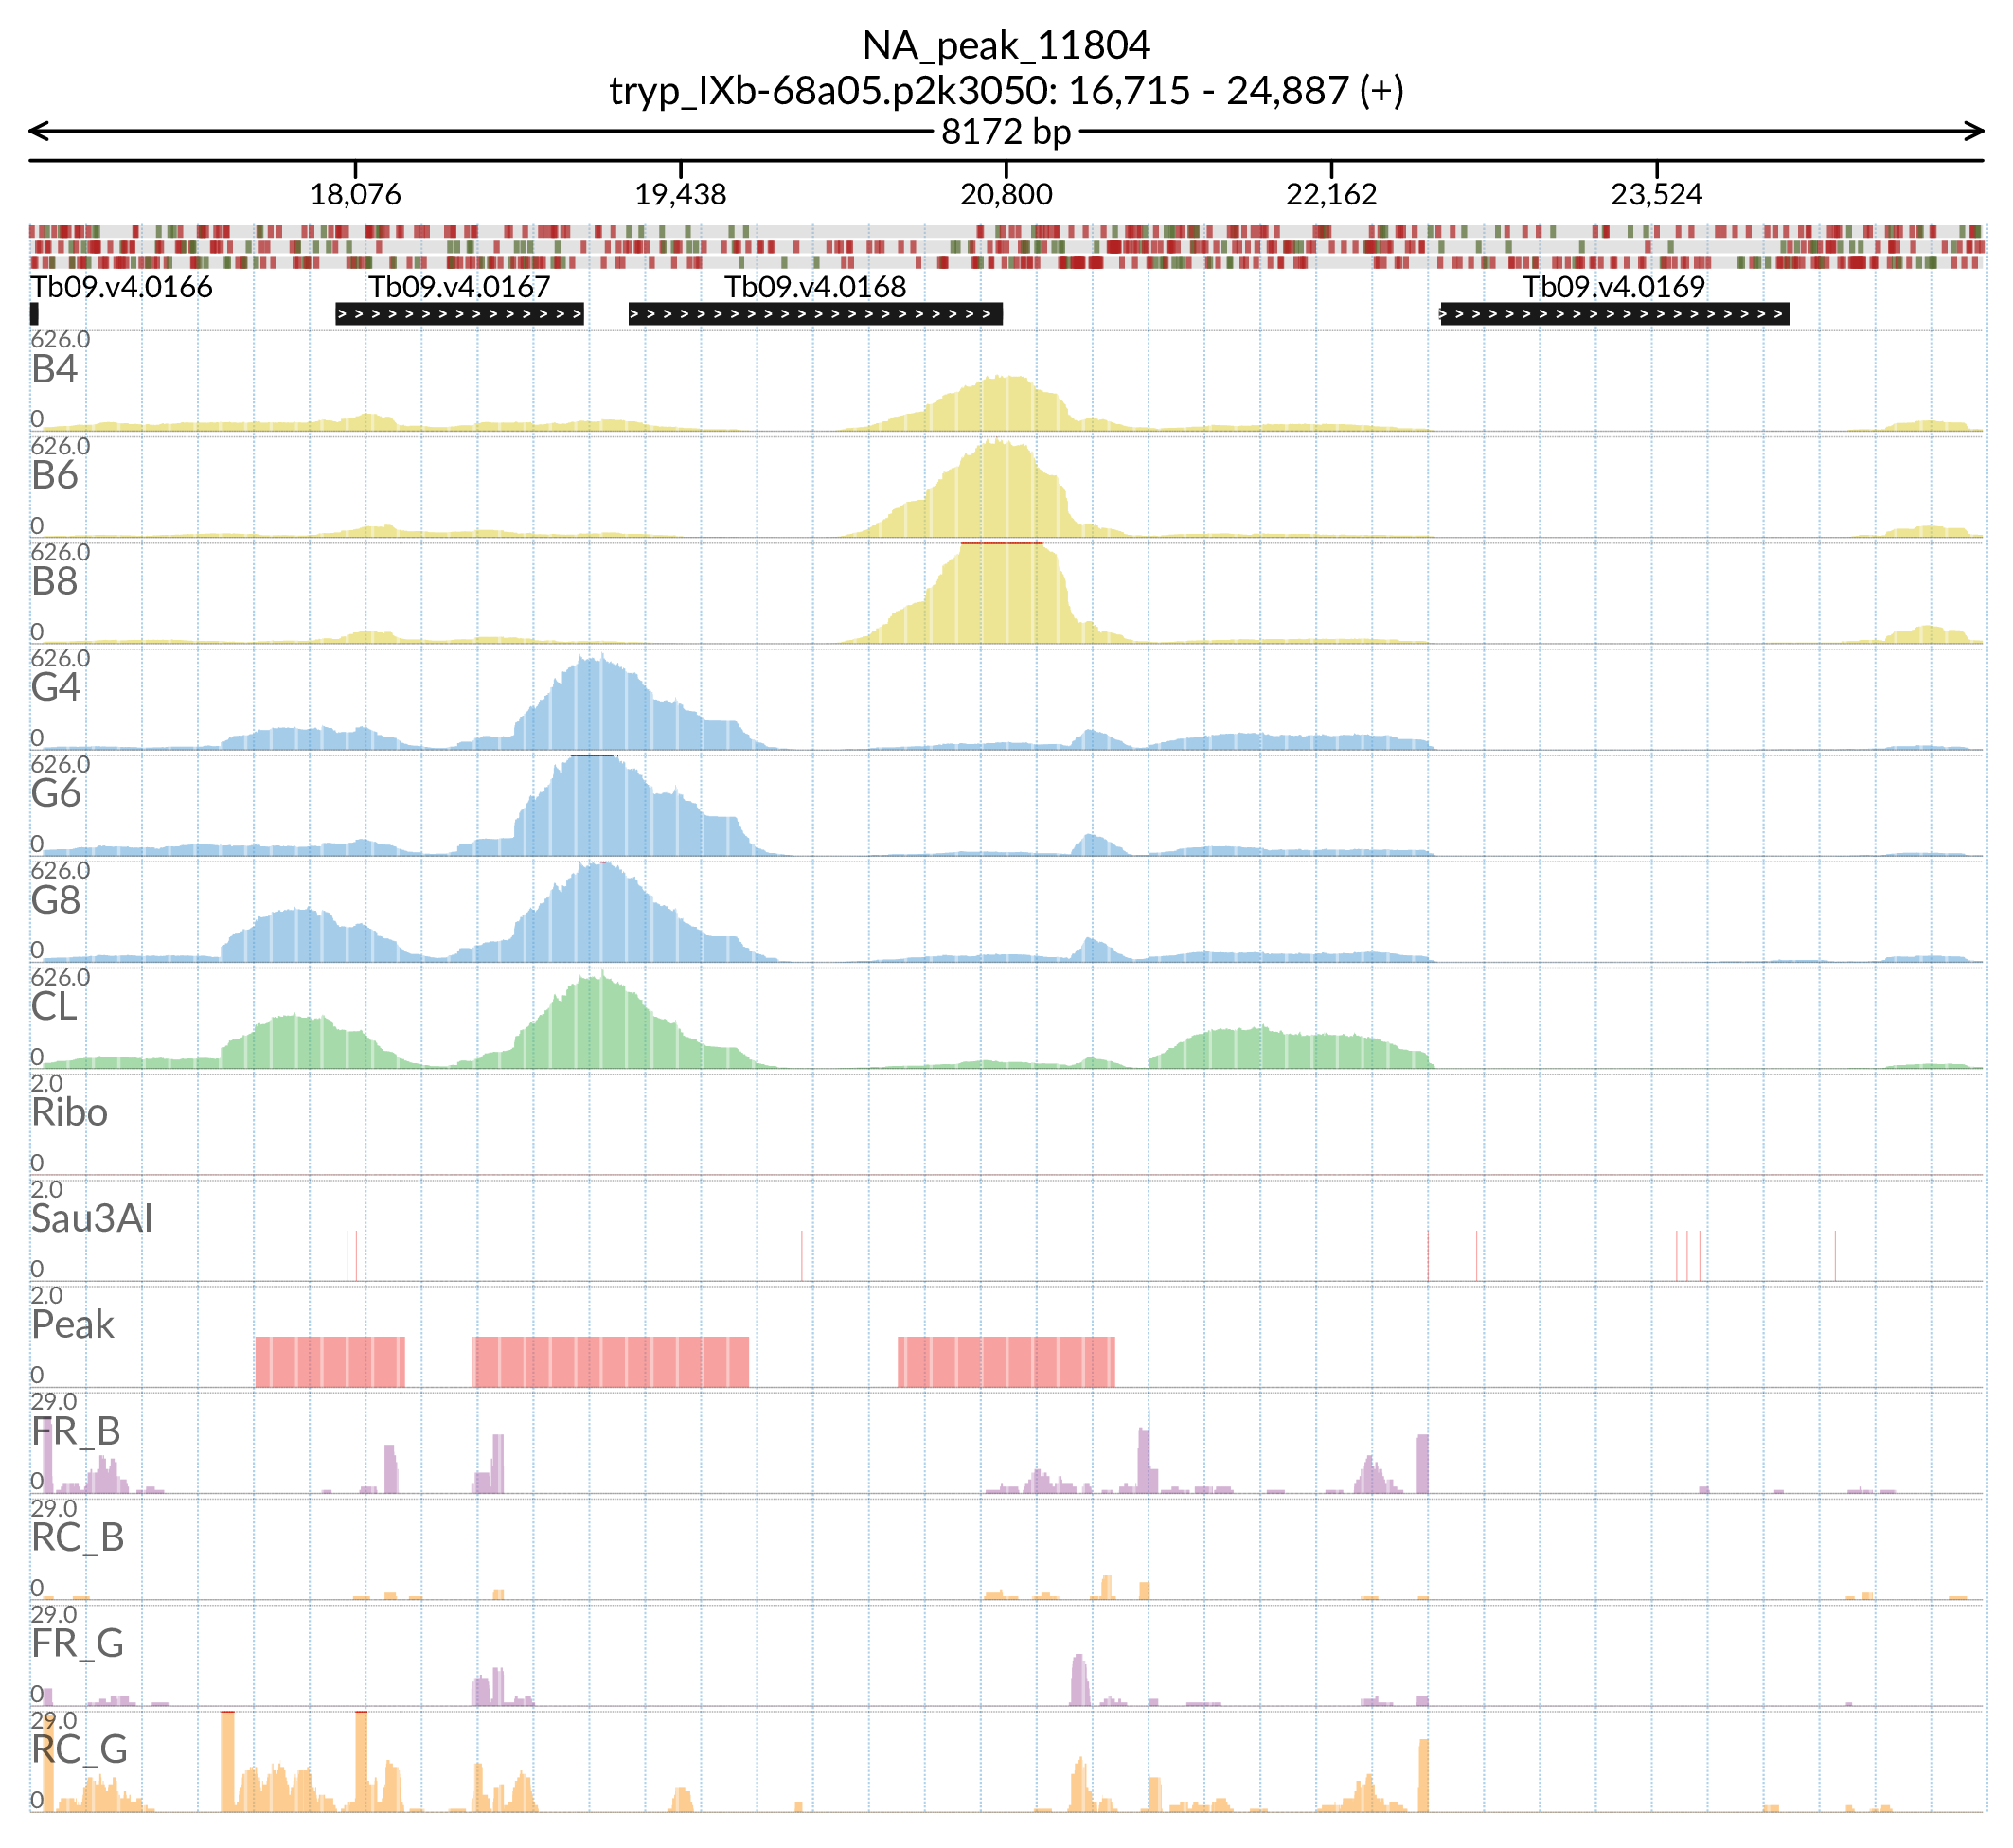 NA_peak_11804
tryp_IXb-68a05.p2k3050: 16,715 - 24,887 (+)
8172 bp
18,076 19,438 20,800 22,162 23,524
Tb09.v4.0166 Tb09.v4.0167 Tb09.v4.0168 Tb09.v4.0169
626.0
B4
0
626.0
B6
0
626.0
B8
0
626.0
G4
0
626.0
G6
0
626.0
G8
0
626.0
CL
0
2.0
Ribo
0
2.0
Sau3AI
0
2.0
Peak
0
29.0
FR_B
0
29.0
RC_B
0
29.0
FR_G
0
29.0
RC_G
0